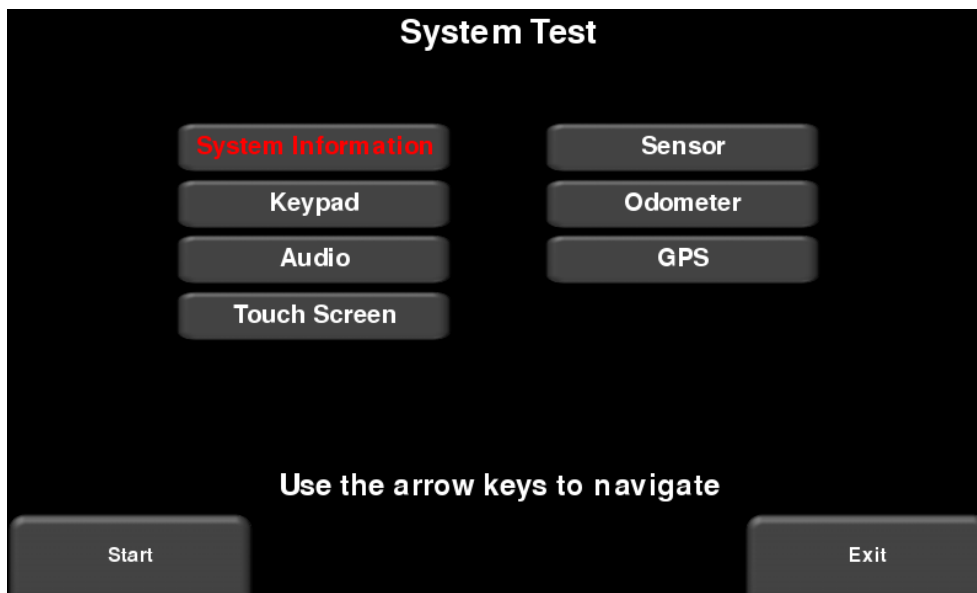 System Test
System Information
Sensor
Keypad
Odometer
Audio
GPS
Touch Screen
Use the arrow keys to navigate
Start
Exit